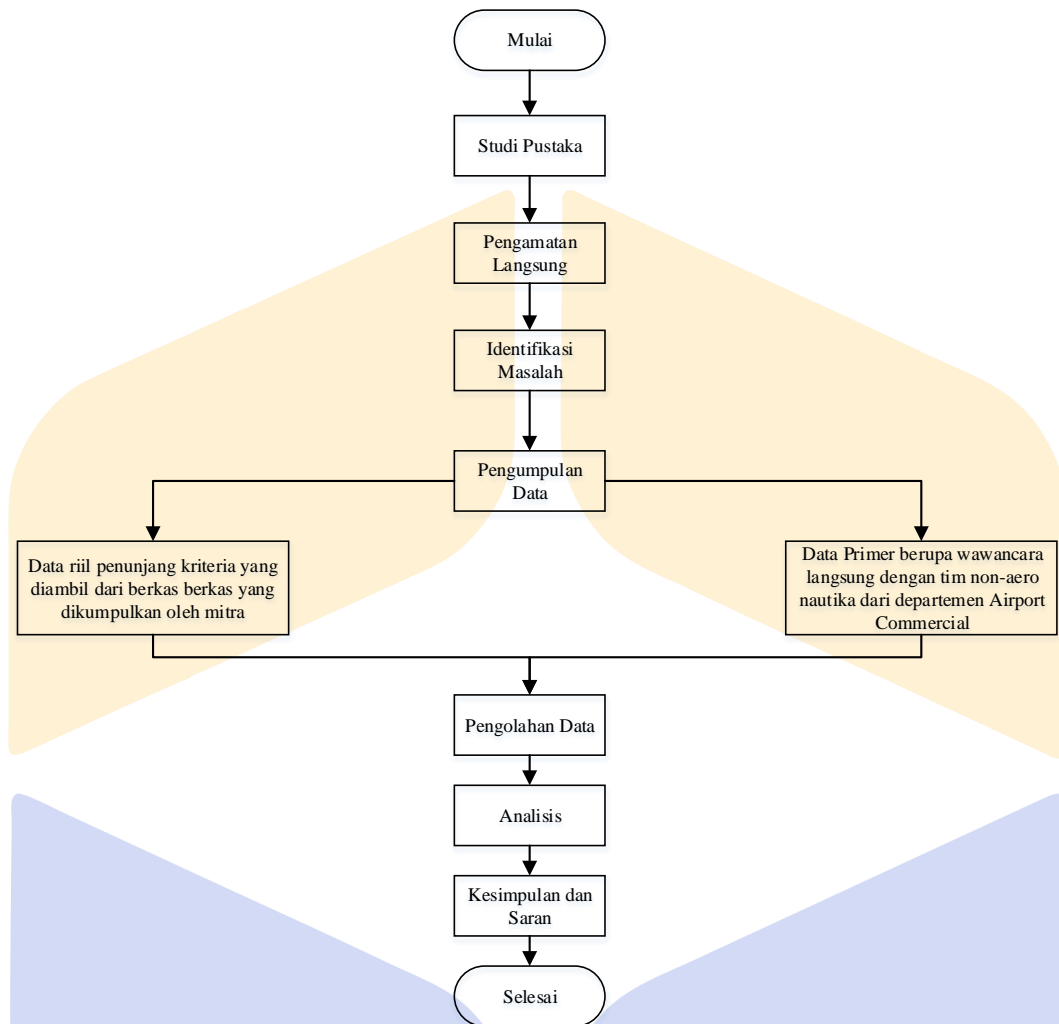 Mulai
Studi Pustaka
Pengamatan
Langsung
Identifikasi
Masalah
Pengumpulan
Data
Data riil penunjang kriteria yang
diambil dari berkas berkas yang
dikumpulkan oleh mitra
Data Primer berupa wawancara
langsung dengan tim non-aero
nautika dari departemen Airport
Commercial
Pengolahan Data
Analisis
Kesimpulan dan
Saran
Selesai